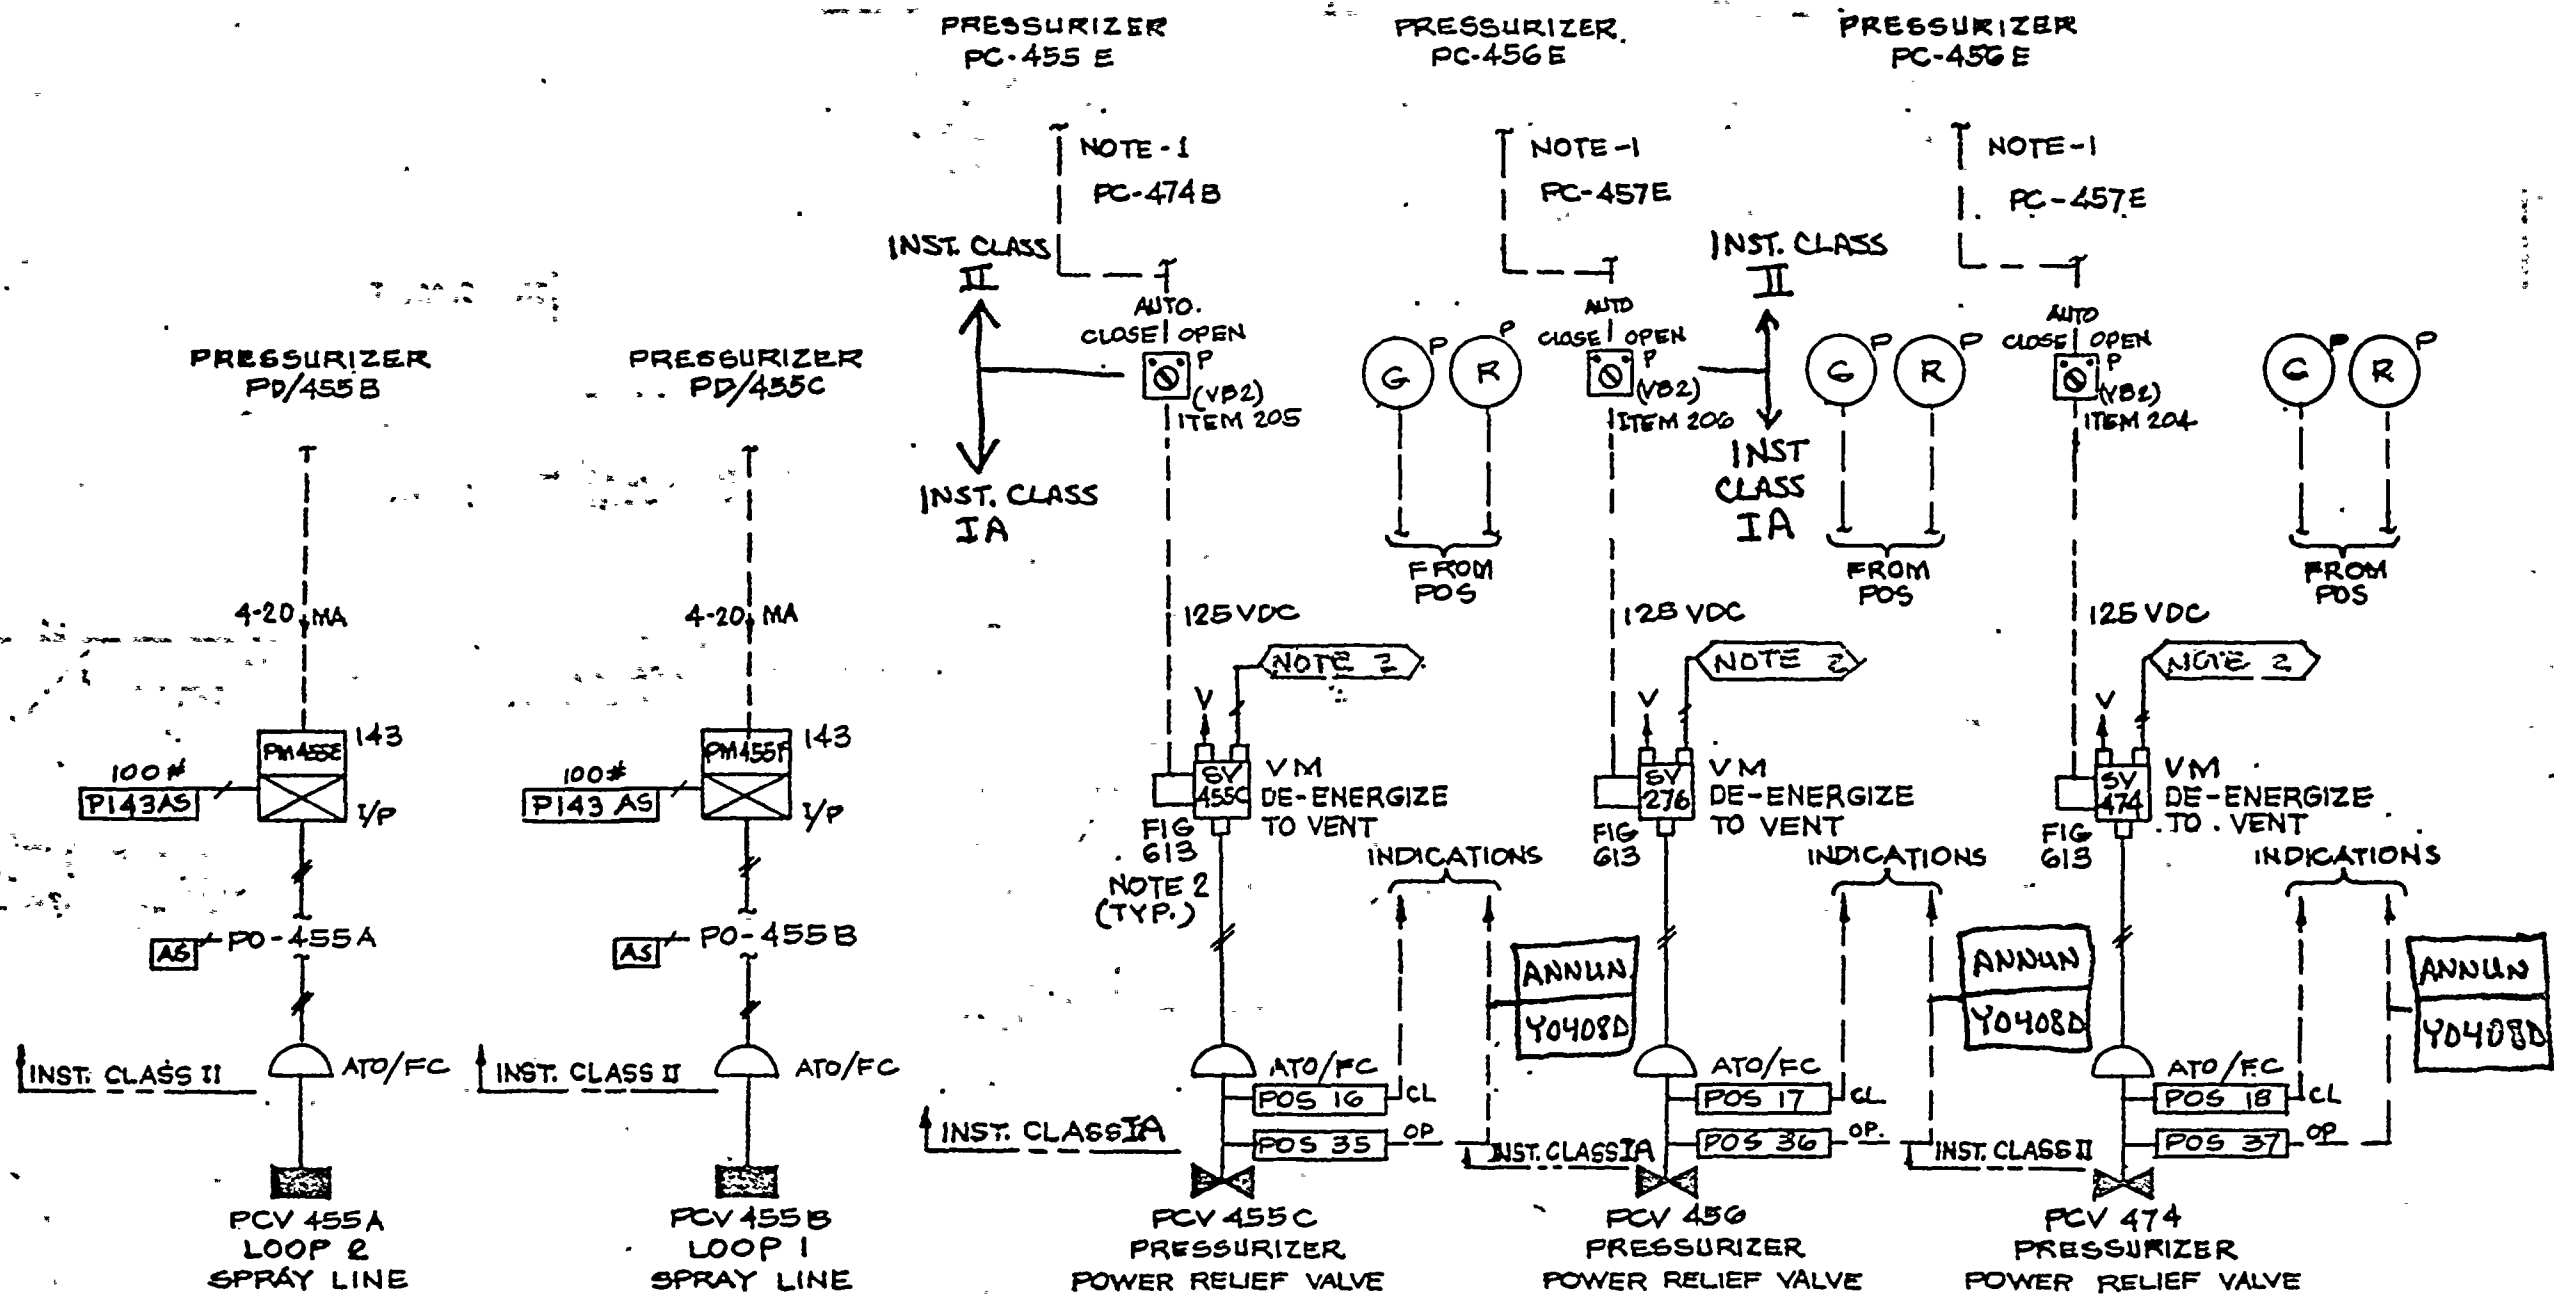 PRESSURIZER
PD/455B
4-20 MA
PM455E
143
100#
P143AS
I/P
AS
PO-455A
INST. CLASS II
ATO/FC
PCV 455A
LOOP 2
SPRAY LINE
PRESSURIZER
PD/455C
4-20 MA
PM455F
143
100#
P143 AS
I/P
AS
PO-455B
INST. CLASS II
ATO/FC
PCV 455B
LOOP 1
SPRAY LINE
PRESSURIZER
PC-455 E
NOTE-1
PC-474B
INST. CLASS
II
AUTO.
CLOSE OPEN
P
(VB2)
ITEM 205
INST. CLASS
IA
G P
R P
FROM
POS
125 VDC
NOTE 2
V
SV
455C
VM
DE-ENERGIZE
TO VENT
FIG
613
NOTE 2
(TYP.)
INDICATIONS
ANNUN
Y0408D
ATO/FC
POS 16 CL
POS 35 OP
INST. CLASS IA
PCV 455C
PRESSURIZER
POWER RELIEF VALVE
PRESSURIZER.
PC-456E
NOTE-1
PC-457E
INST. CLASS
II
AUTO
CLOSE OPEN
P
(VB2)
ITEM 206
INST
CLASS
IA
G P
R P
FROM
POS
125 VDC
NOTE 2
V
SV
276
VM
DE-ENERGIZE
TO VENT
FIG
613
INDICATIONS
ANNUN
Y0408D
ATO/FC
POS 17 CL
POS 36 OP.
INST. CLASS IA
PCV 456
PRESSURIZER
POWER RELIEF VALVE
PRESSURIZER
PC-456E
NOTE-1
PC-457E
AUTO
CLOSE OPEN
P
(VB2)
ITEM 204
G P
R P
FROM
POS
125 VDC
NOTE 2
V
SV
474
VM
DE-ENERGIZE
TO. VENT
FIG
613
INDICATIONS
ANNUN
Y0408D
ATO/FC
POS 18 CL
POS 37 OP
INST. CLASS II
PCV 474
PRESSURIZER
POWER RELIEF VALVE